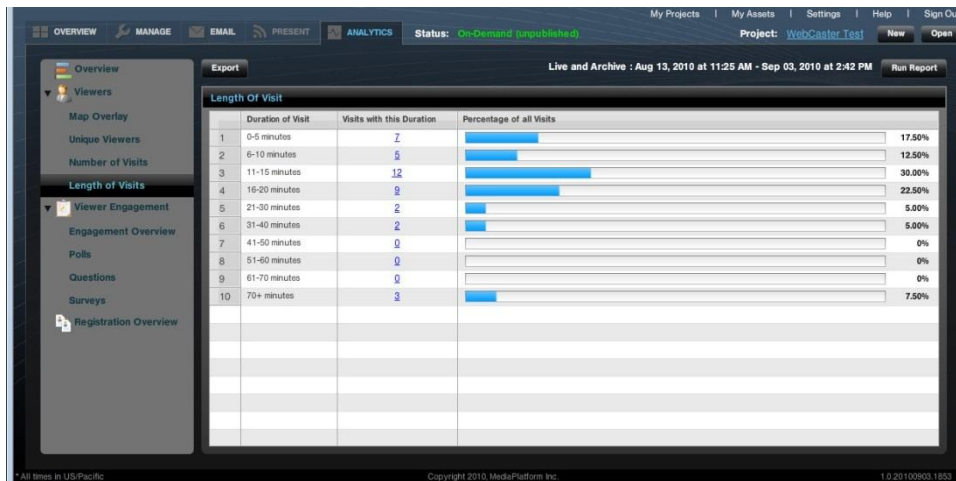 My Projects | My Assets | Settings | Help | Sign Ou
OVERVIEW MANAGE EMAIL PRESENT ANALYTICS Status: On-Demand (unpublished) Project: WebCaster Test New Open
Overview
Viewers
Map Overlay
Unique Viewers
Number of Visits
Length of Visits
Viewer Engagement
Engagement Overview
Polls
Questions
Surveys
Registration Overview
Export Live and Archive : Aug 13, 2010 at 11:25 AM - Sep 03, 2010 at 2:42 PM Run Report
Length Of Visit
Duration of Visit Visits with this Duration Percentage of all Visits
1 0-5 minutes 7 17.50%
2 6-10 minutes 5 12.50%
3 11-15 minutes 12 30.00%
4 16-20 minutes 9 22.50%
5 21-30 minutes 2 5.00%
6 31-40 minutes 2 5.00%
7 41-50 minutes 0 0%
8 51-60 minutes 0 0%
9 61-70 minutes 0 0%
10 70+ minutes 3 7.50%
* All times in US/Pacific Copyright 2010, MediaPlatform Inc. 1.0.20100903.1853